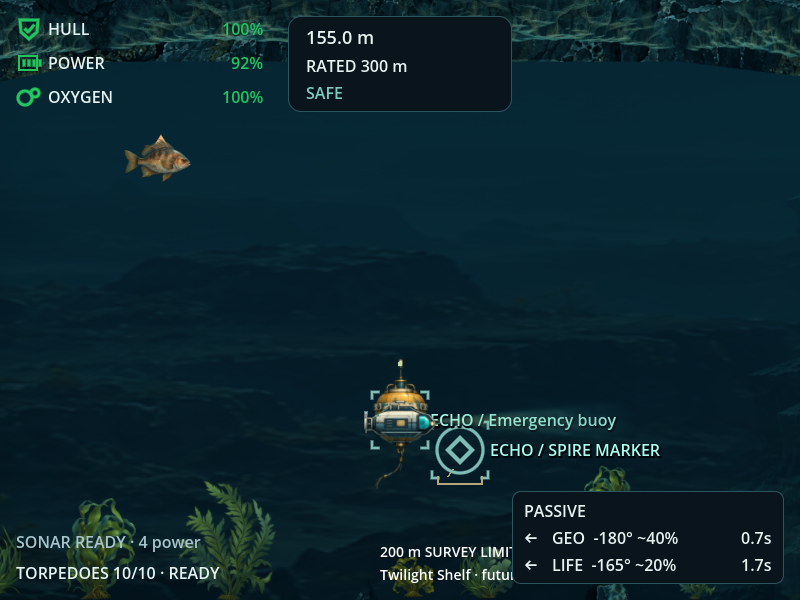 HULL 100%
POWER 92%
OXYGEN 100%
155.0 m
RATED 300 m
SAFE
ECHO / Emergency buoy
ECHO / SPIRE MARKER
PASSIVE
← GEO -180° ~40% 0.7s
← LIFE -165° ~20% 1.7s
SONAR READY · 4 power
TORPEDOES 10/10 · READY
200 m SURVEY
Twilight Shelf ·